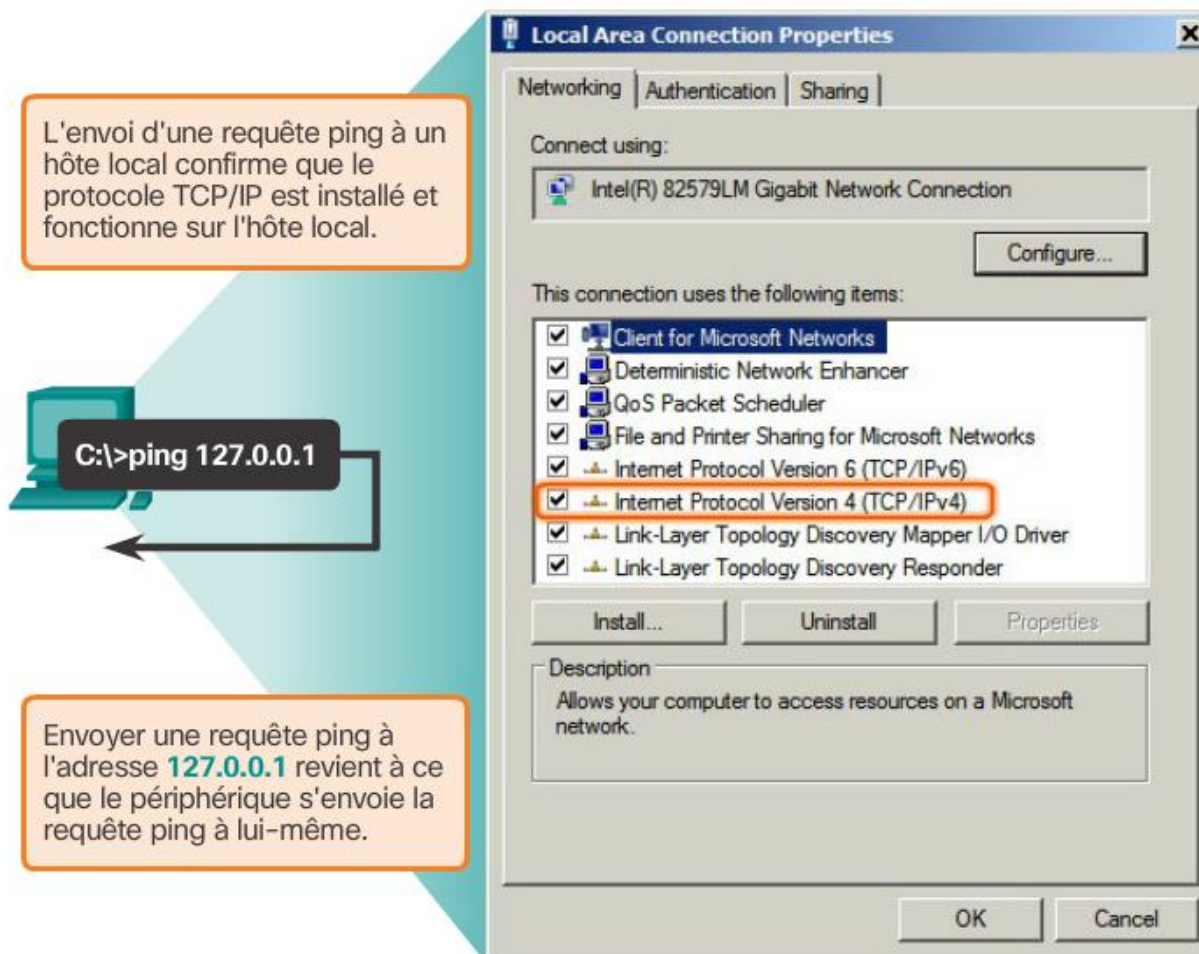 L'envoi d'une requête ping à un
hôte local confirme que le
protocole TCP/IP est installé et
fonctionne sur l'hôte local.
C:\>ping 127.0.0.1
Envoyer une requête ping à
l'adresse 127.0.0.1 revient à ce
que le périphérique s'envoie la
requête ping à lui-même.
Local Area Connection Properties
Networking
Authentication
Sharing
Connect using:
Intel(R) 82579LM Gigabit Network Connection
Configure...
This connection uses the following items:
Client for Microsoft Networks
Deterministic Network Enhancer
QoS Packet Scheduler
File and Printer Sharing for Microsoft Networks
Internet Protocol Version 6 (TCP/IPv6)
Internet Protocol Version 4 (TCP/IPv4)
Link-Layer Topology Discovery Mapper I/O Driver
Link-Layer Topology Discovery Responder
Install...
Uninstall
Properties
Description
Allows your computer to access resources on a Microsoft
network.
OK
Cancel